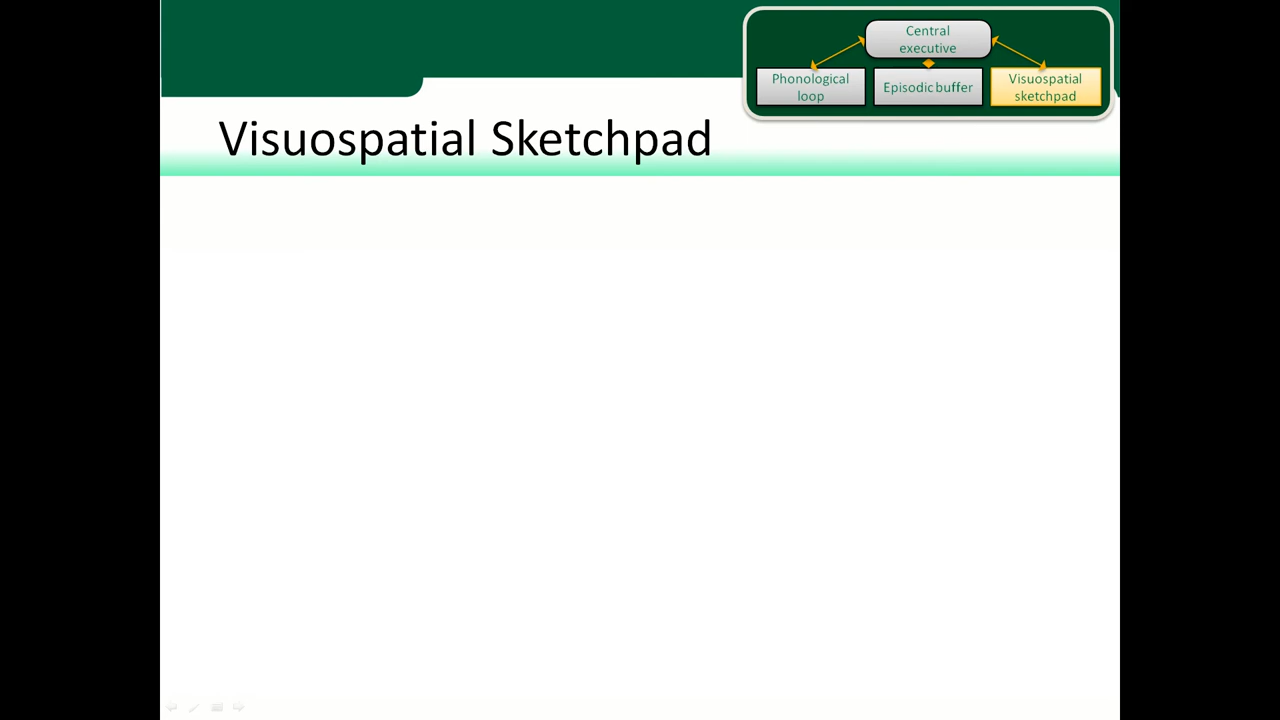 Central
executive
Phonological
loop
Episodic buffer
Visuospatial
sketchpad
Visuospatial Sketchpad